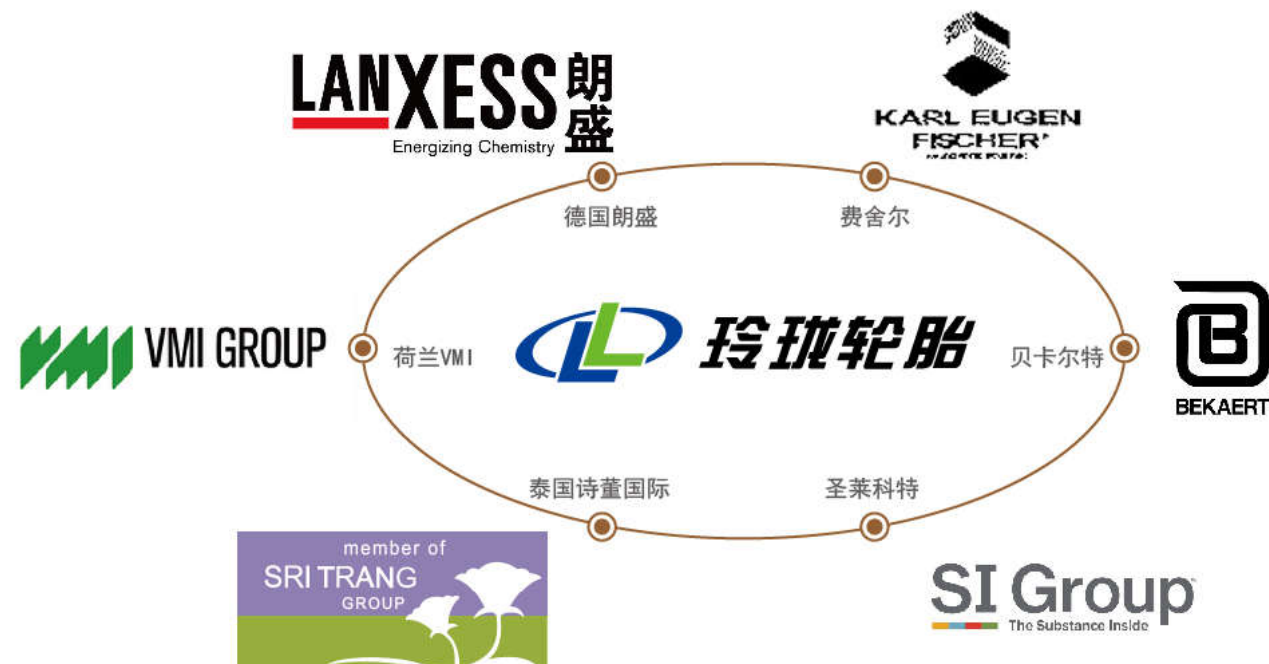 LANXESS 朗盛
Energizing Chemistry
KARL EUGEN
FISCHER
德国朗盛
费舍尔
VMI
VMI GROUP
荷兰VMI
玲珑轮胎
贝卡尔特
B
BEKAERT
泰国诗董国际
圣莱科特
member of
SRI TRANG
GROUP
SI Group
The Substance Inside